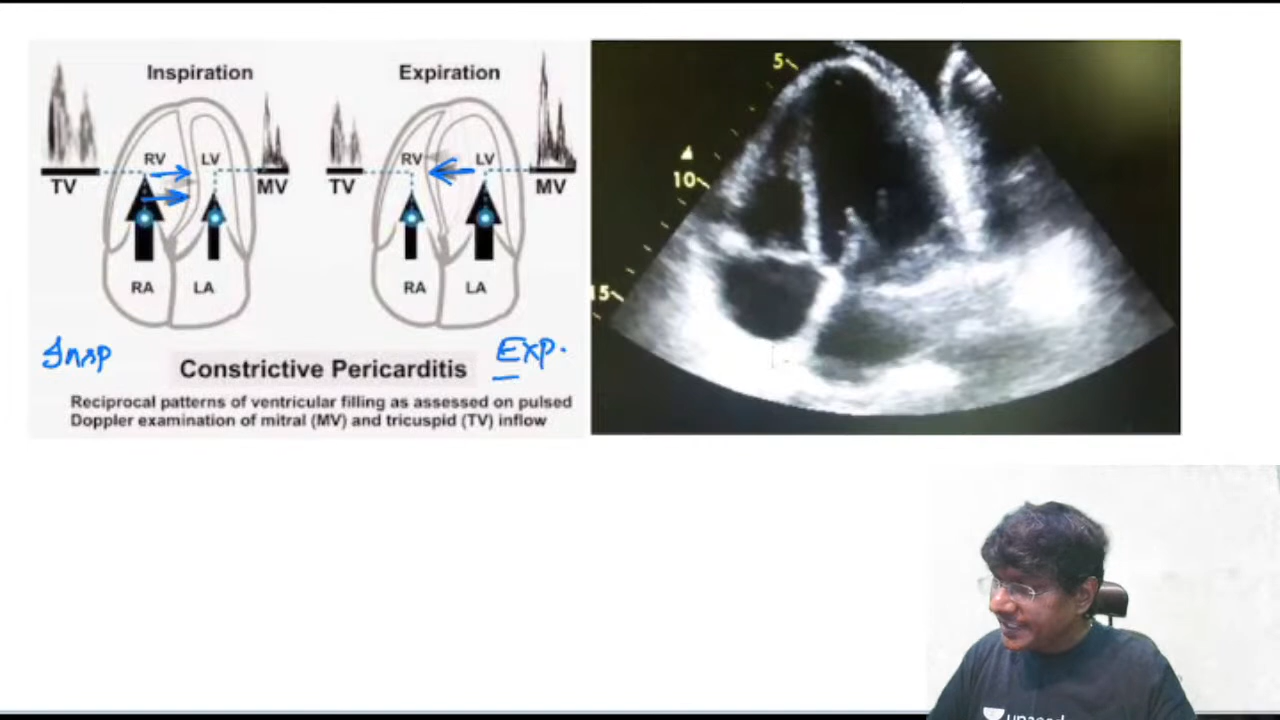 Inspiration
Expiration
RV
LV
TV
MV
RA
LA
RV
LV
TV
MV
RA
LA
Insp
Exp.
Constrictive Pericarditis
Reciprocal patterns of ventricular filling as assessed on pulsed
Doppler examination of mitral (MV) and tricuspid (TV) inflow
5
4
10
15